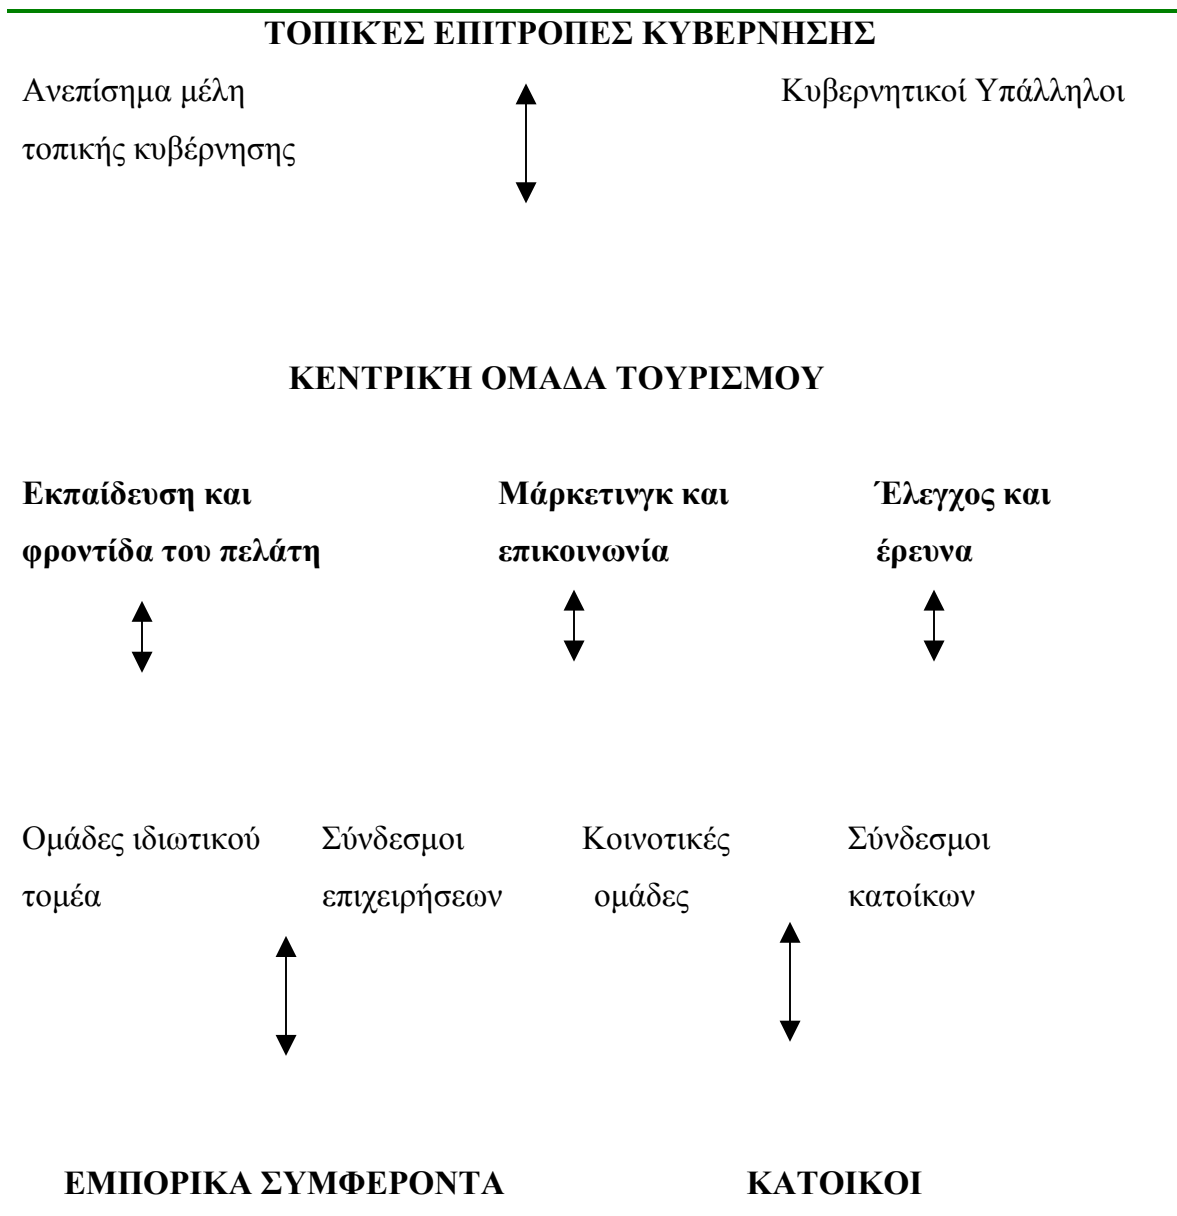 ΤΟΠΙΚΈΣ ΕΠΙΤΡΟΠΕΣ ΚΥΒΕΡΝΗΣΗΣ
Ανεπίσημα μέλη Κυβερνητικοί Υπάλληλοι
τοπικής κυβέρνησης
ΚΕΝΤΡΙΚΉ ΟΜΑΔΑ ΤΟΥΡΙΣΜΟΥ
Εκπαίδευση και Μάρκετινγκ και Έλεγχος και
φροντίδα του πελάτη επικοινωνία έρευνα
Ομάδες ιδιωτικού Σύνδεσμοι Κοινοτικές Σύνδεσμοι
τομέα επιχειρήσεων ομάδες κατοίκων
ΕΜΠΟΡΙΚΑ ΣΥΜΦΕΡΟΝΤΑ ΚΑΤΟΙΚΟΙ